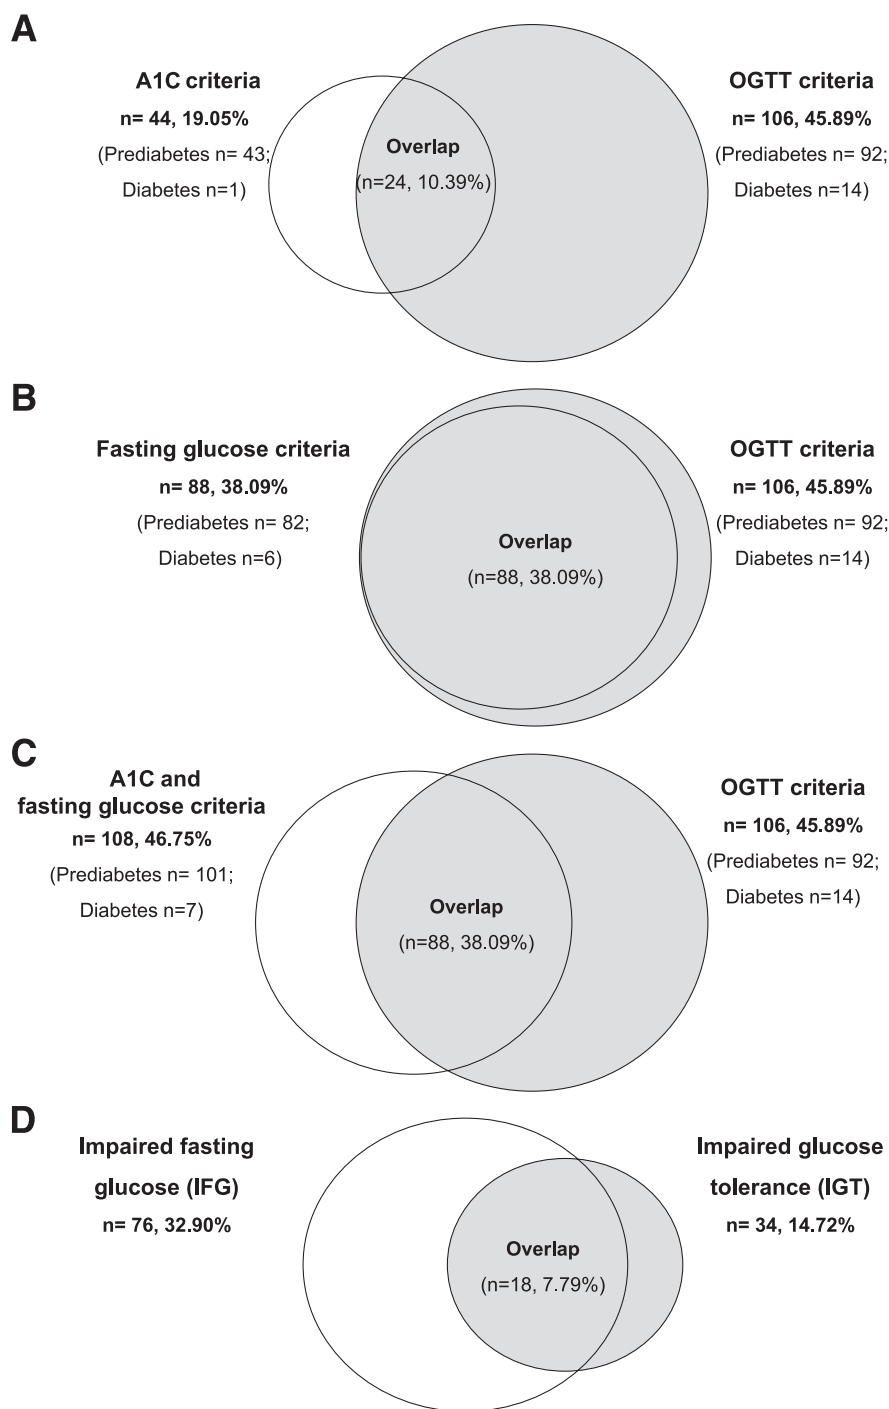 A
A1C criteria
n= 44, 19.05%
(Prediabetes n= 43;
Diabetes n=1)
Overlap
(n=24, 10.39%)
OGTT criteria
n= 106, 45.89%
(Prediabetes n= 92;
Diabetes n=14)
B
Fasting glucose criteria
n= 88, 38.09%
(Prediabetes n= 82;
Diabetes n=6)
Overlap
(n=88, 38.09%)
OGTT criteria
n= 106, 45.89%
(Prediabetes n= 92;
Diabetes n=14)
C
A1C and
fasting glucose criteria
n= 108, 46.75%
(Prediabetes n= 101;
Diabetes n=7)
Overlap
(n=88, 38.09%)
OGTT criteria
n= 106, 45.89%
(Prediabetes n= 92;
Diabetes n=14)
D
Impaired fasting
glucose (IFG)
n= 76, 32.90%
Overlap
(n=18, 7.79%)
Impaired glucose
tolerance (IGT)
n= 34, 14.72%